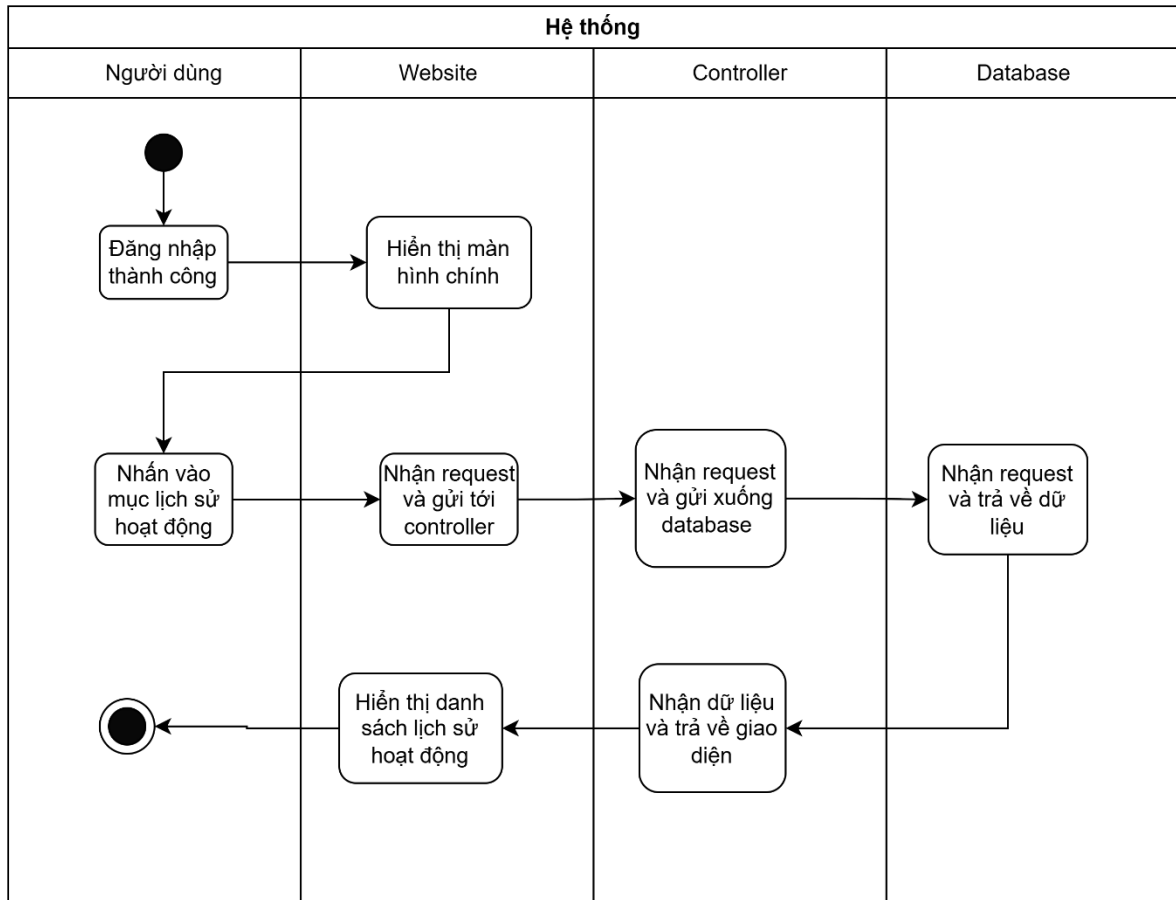 Hệ thống
Người dùng
Website
Controller
Database
Đăng nhập
thành công
Hiển thị màn
hình chính
Nhấn vào
mục lịch sử
hoạt động
Nhận request
và gửi tới
controller
Nhận request
và gửi xuống
database
Nhận request
và trả về dữ
liệu
Hiển thị danh
sách lịch sử
hoạt động
Nhận dữ liệu
và trả về giao
diện